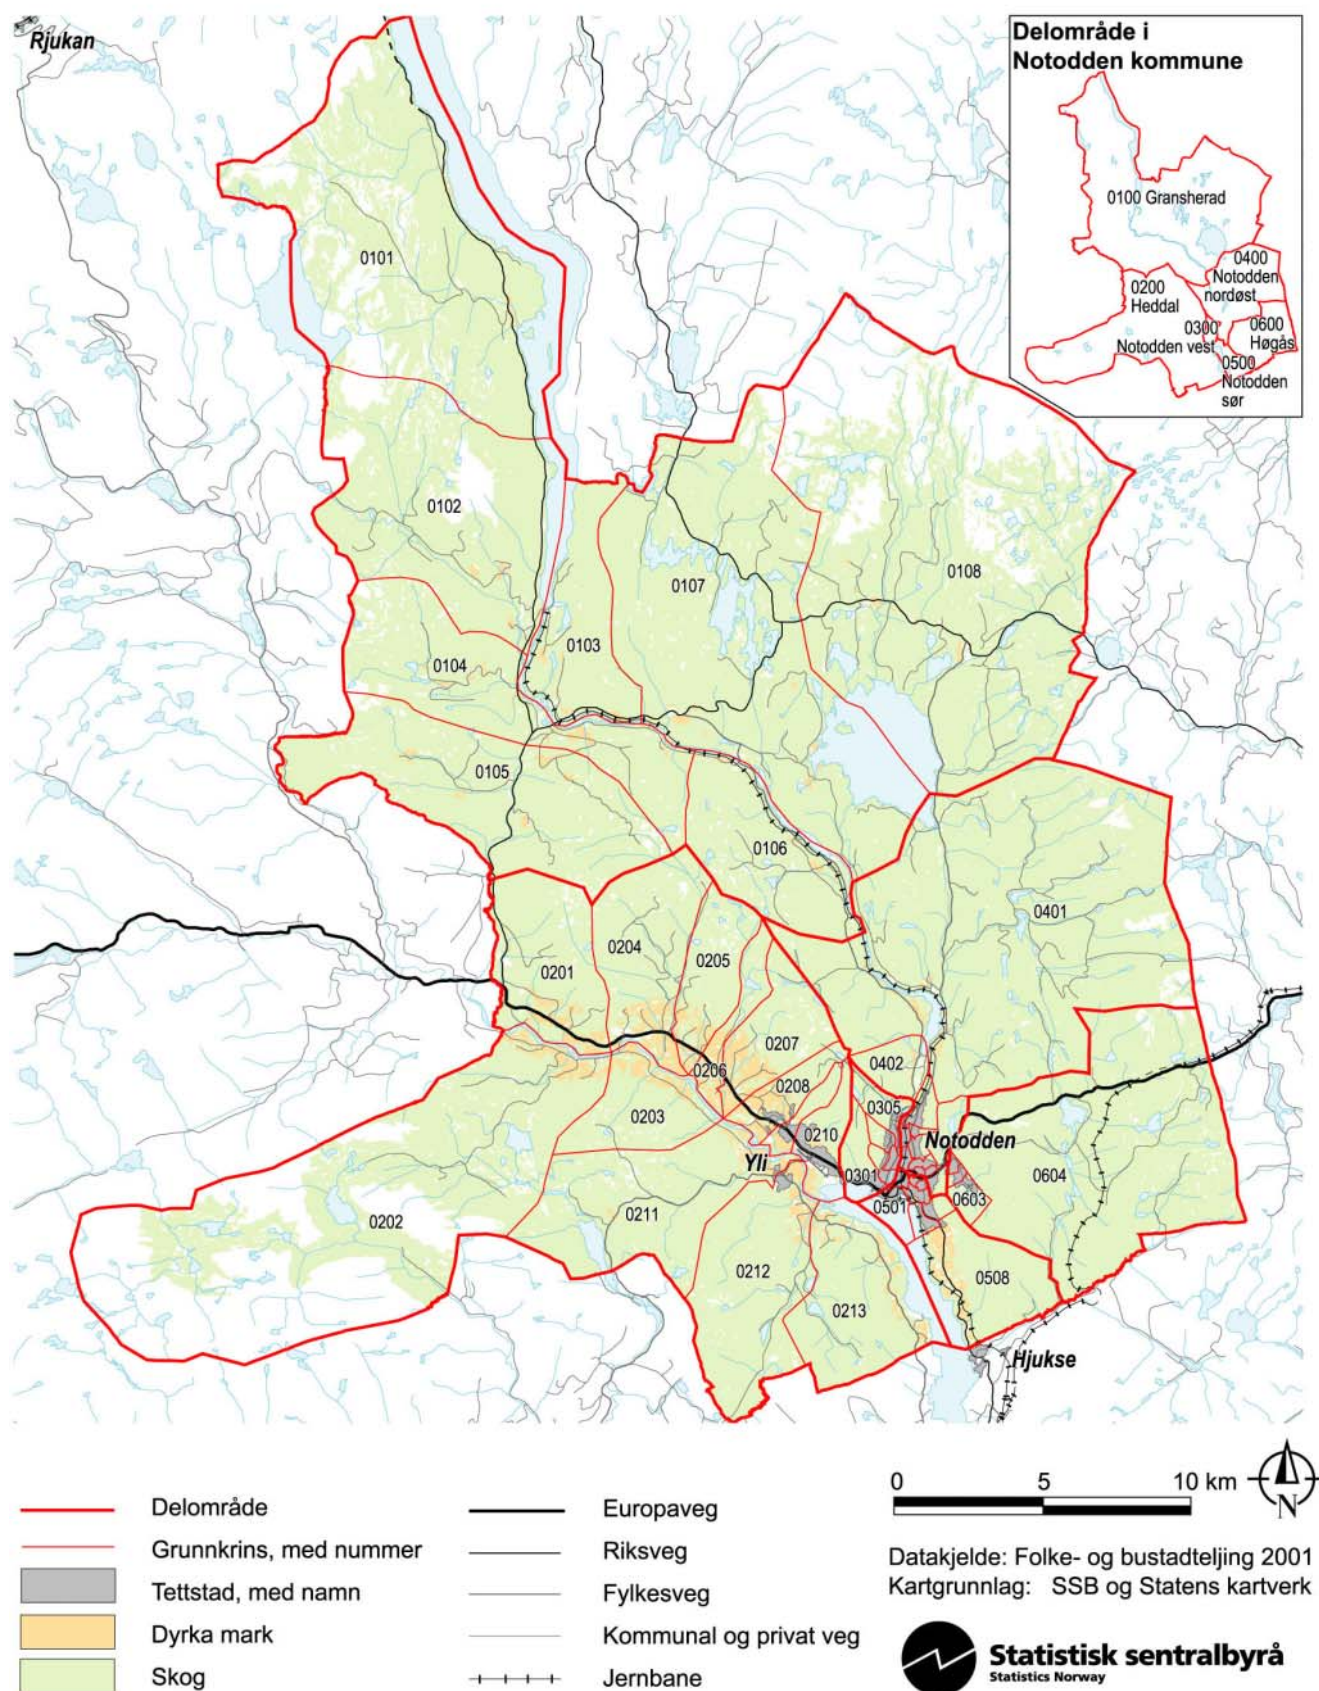 Rjukan
Delområde i
Notodden kommune
0100 Gransherad
0400
Notodden
nordøst
0200
Heddal
0300
Notodden vest
0600
Høgås
0500
Notodden
sør
0101
0102
0107
0108
0103
0104
0105
0106
0401
0204
0205
0201
0207
0402
0206
0208
0305
0203
0210
Notodden
Yli
0301
0604
0603
0501
0202
0211
0212
0508
0213
Hjukse
Delområde
Grunnkrins, med nummer
Tettstad, med namn
Dyrka mark
Skog
Europaveg
Riksveg
Fylkesveg
Kommunal og privat veg
Jernbane
0 5 10 km
N
Datakjelde: Folke- og bustadteljing 2001
Kartgrunnlag: SSB og Statens kartverk
Statistisk sentralbyrå
Statistics Norway